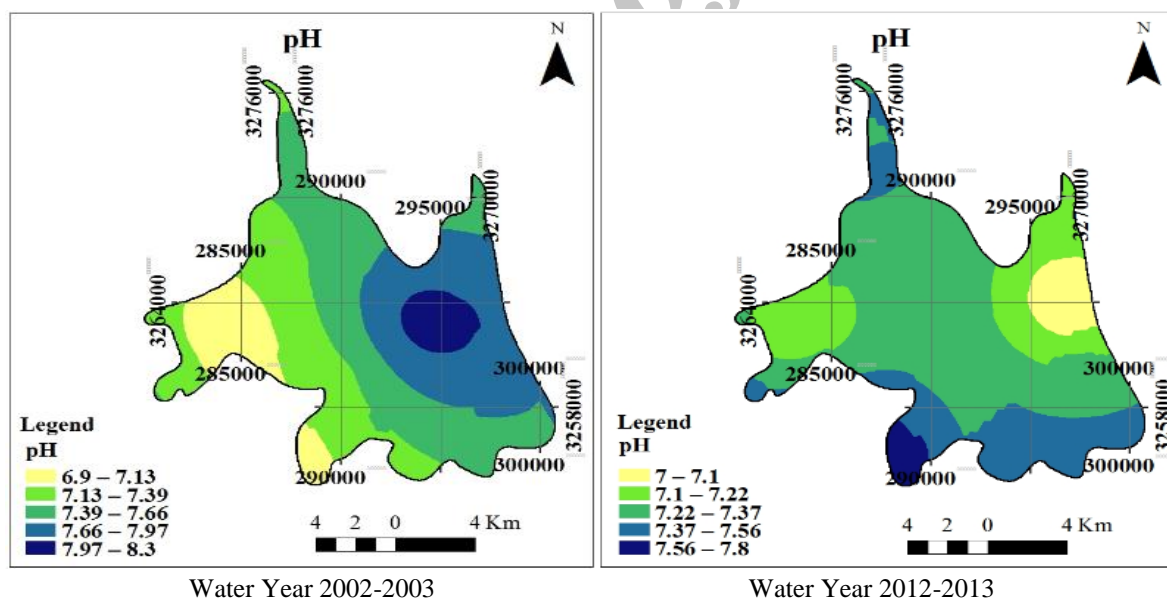 pH
N
3276000
3276000
290000
295000
3270000
285000
3264000
285000
300000
3258000
290000
300000
Legend
pH
6.9 – 7.13
7.13 – 7.39
7.39 – 7.66
7.66 – 7.97
7.97 – 8.3
4 2 0 4 Km
Water Year 2002-2003
pH
N
3276000
3276000
290000
295000
3270000
285000
3264000
285000
300000
3258000
290000
300000
Legend
pH
7 – 7.1
7.1 – 7.22
7.22 – 7.37
7.37 – 7.56
7.56 – 7.8
4 2 0 4 Km
Water Year 2012-2013